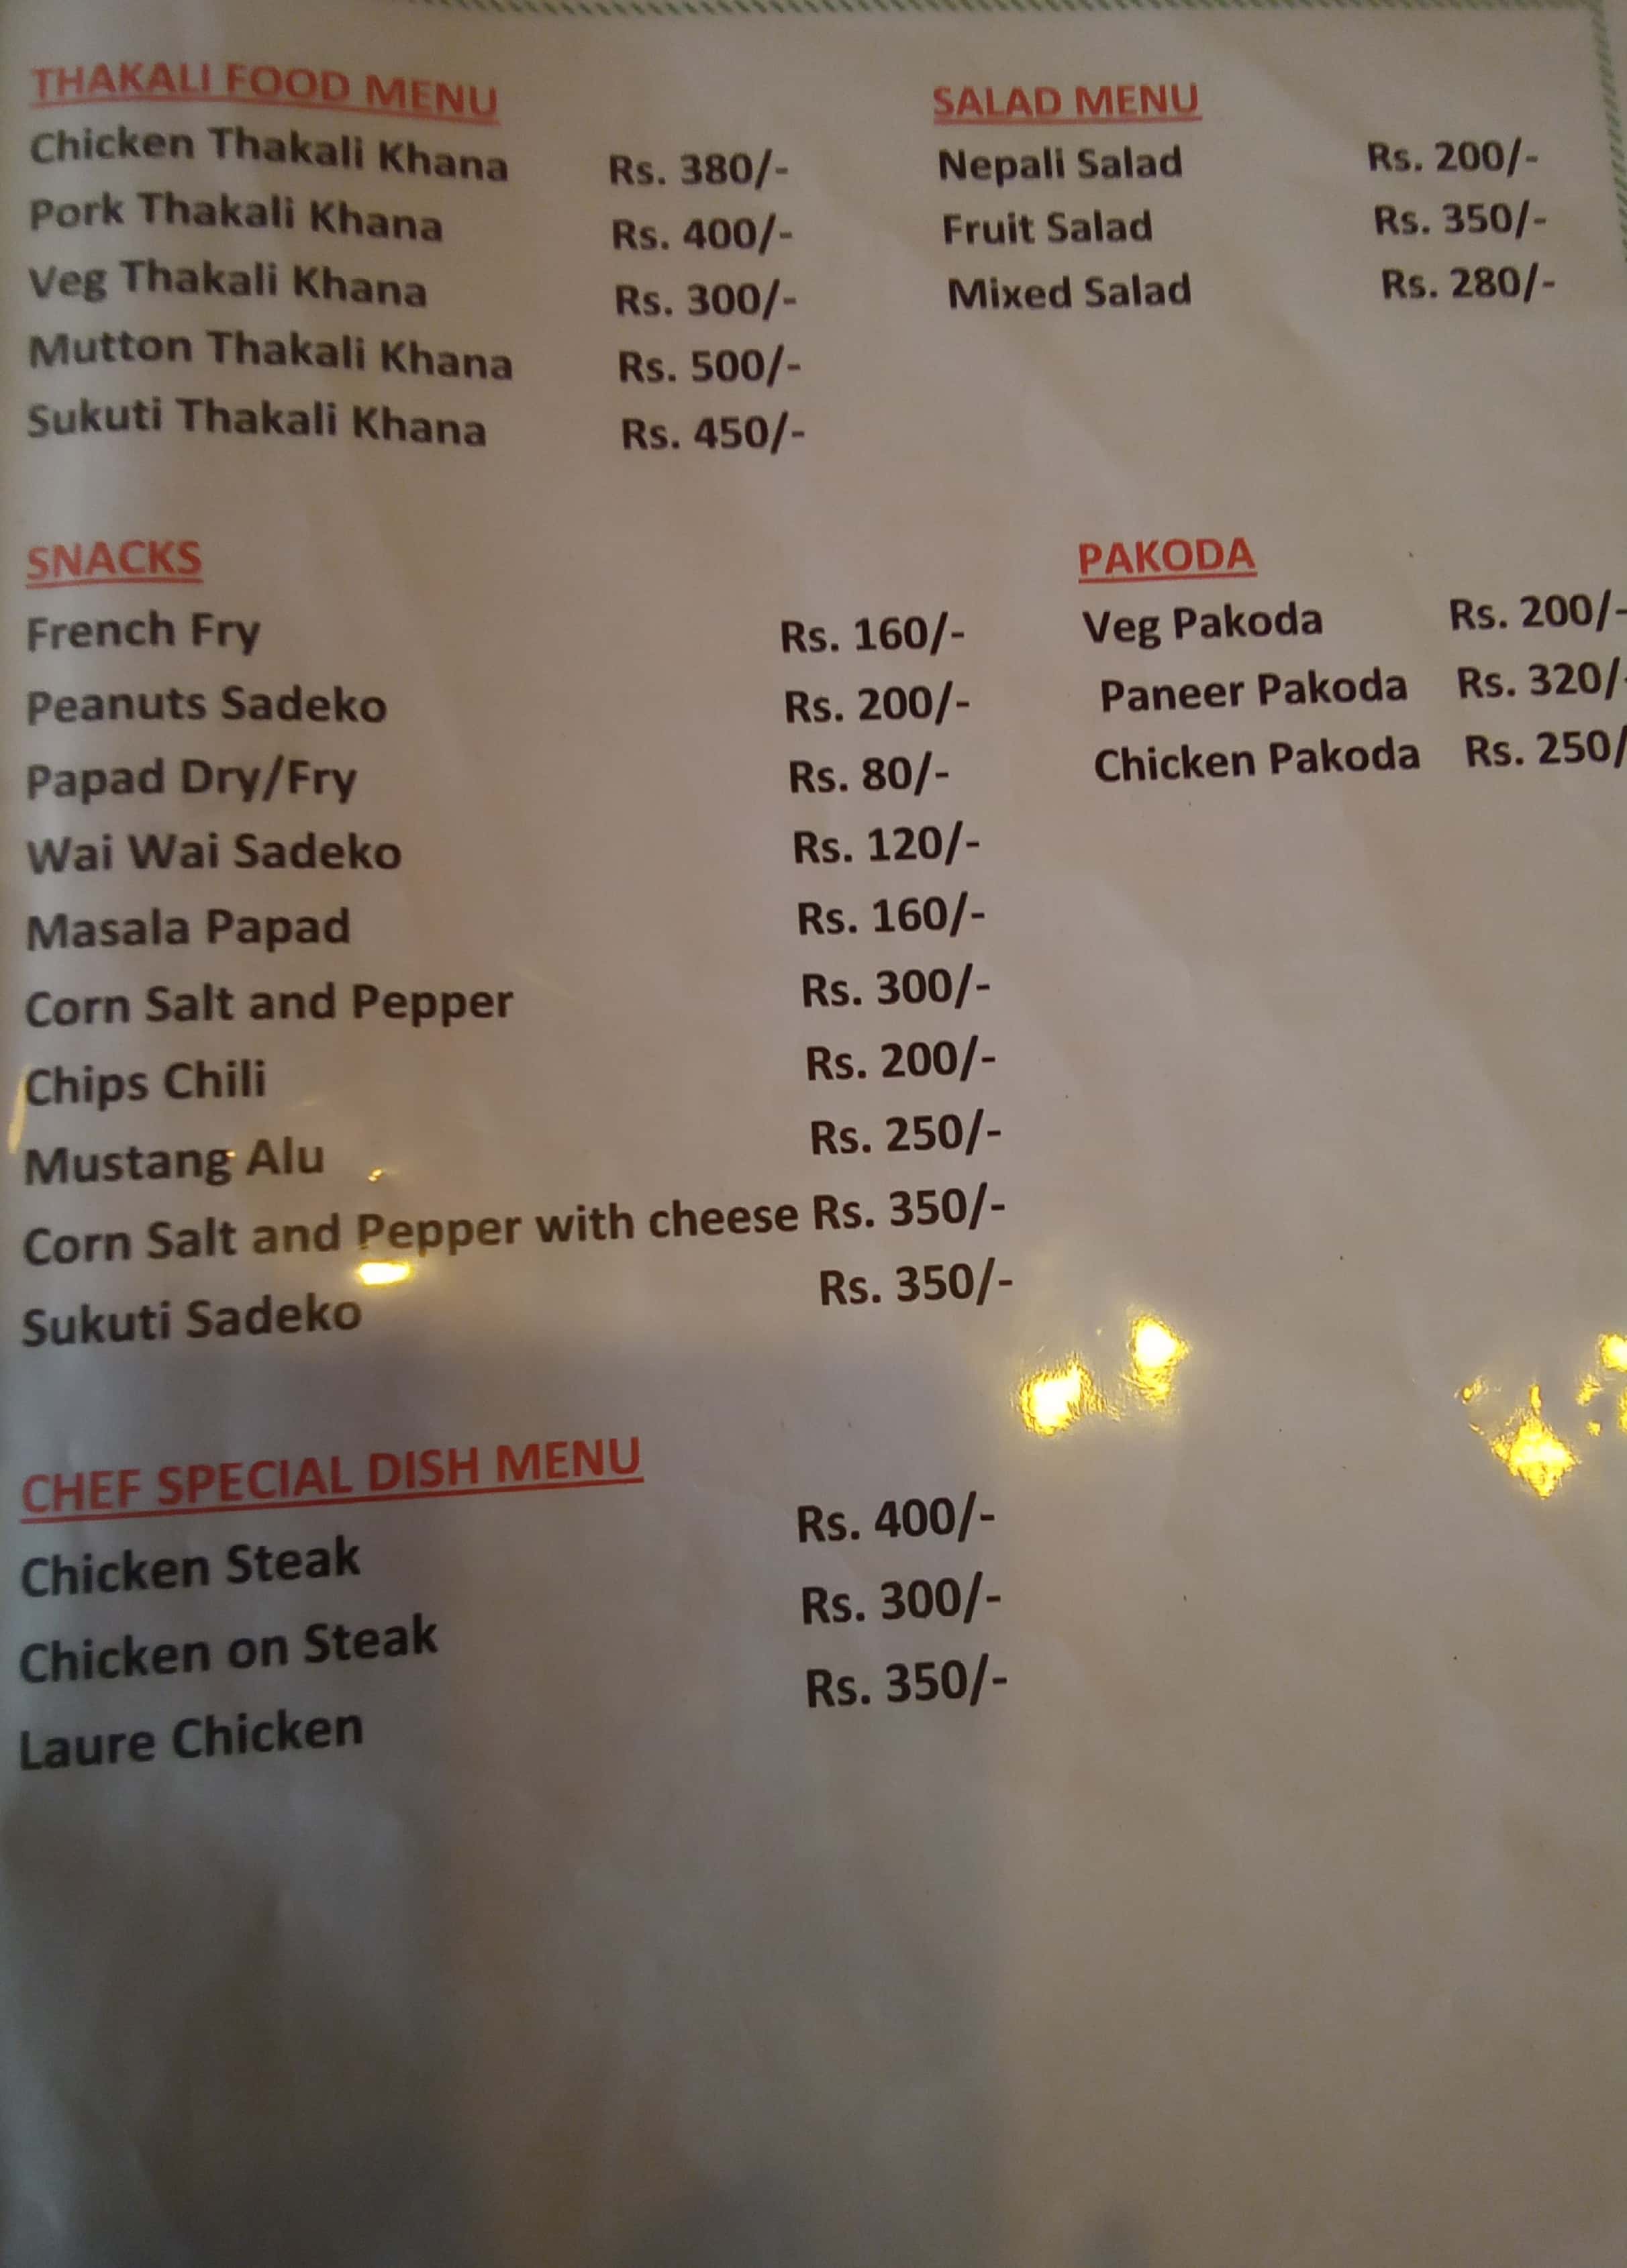 THAKALI FOOD MENU
Chicken Thakali Khana Rs. 380/-
Pork Thakali Khana Rs. 400/-
Veg Thakali Khana Rs. 300/-
Mutton Thakali Khana Rs. 500/-
Sukuti Thakali Khana Rs. 450/-
SALAD MENU
Nepali Salad Rs. 200/-
Fruit Salad Rs. 350/-
Mixed Salad Rs. 280/-
SNACKS
French Fry Rs. 160/-
Peanuts Sadeko Rs. 200/-
Papad Dry/Fry Rs. 80/-
Wai Wai Sadeko Rs. 120/-
Masala Papad Rs. 160/-
Corn Salt and Pepper Rs. 300/-
Chips Chili Rs. 200/-
Mustang Alu Rs. 250/-
Corn Salt and Pepper with cheese Rs. 350/-
Sukuti Sadeko Rs. 350/-
PAKODA
Veg Pakoda Rs. 200/-
Paneer Pakoda Rs. 320/-
Chicken Pakoda Rs. 250/
CHEF SPECIAL DISH MENU
Chicken Steak Rs. 400/-
Chicken on Steak Rs. 300/-
Laure Chicken Rs. 350/-